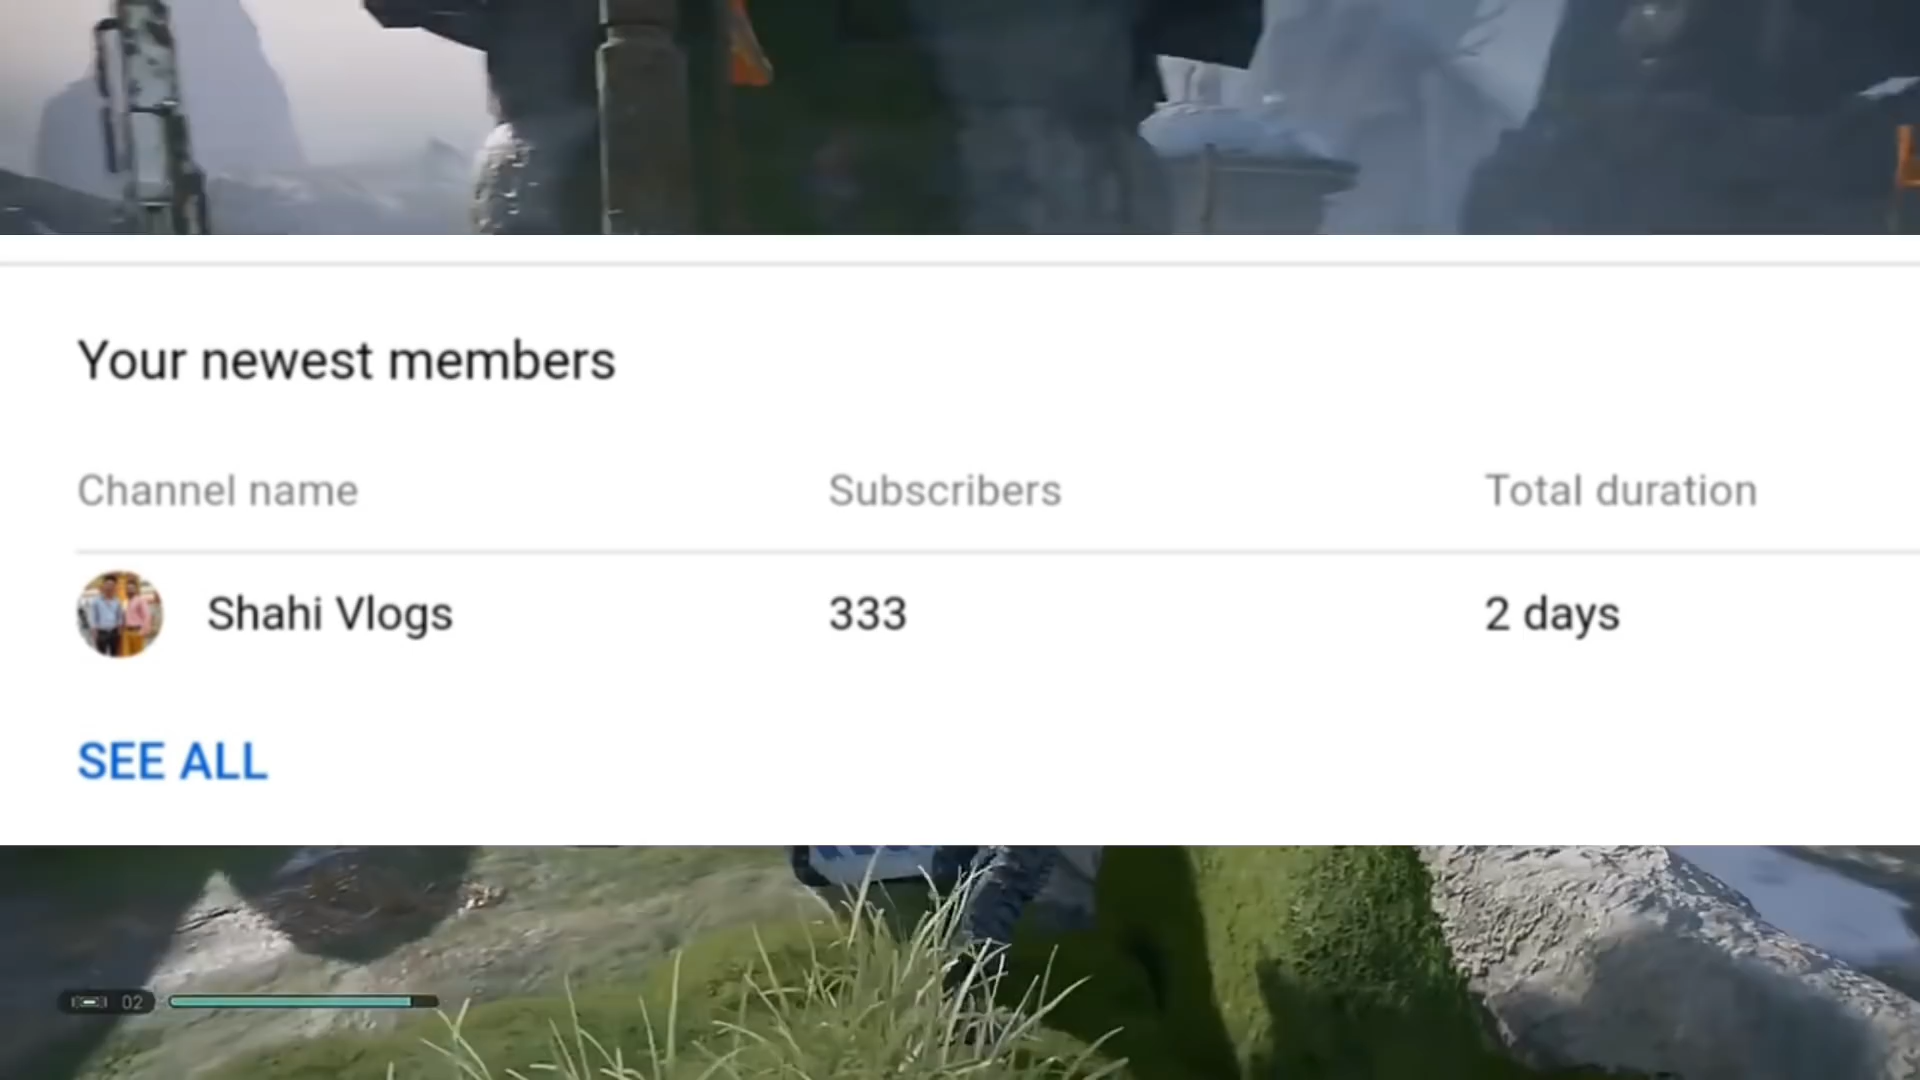 Your newest members
Channel name Subscribers Total duration
Shahi Vlogs 333 2 days
SEE ALL
02